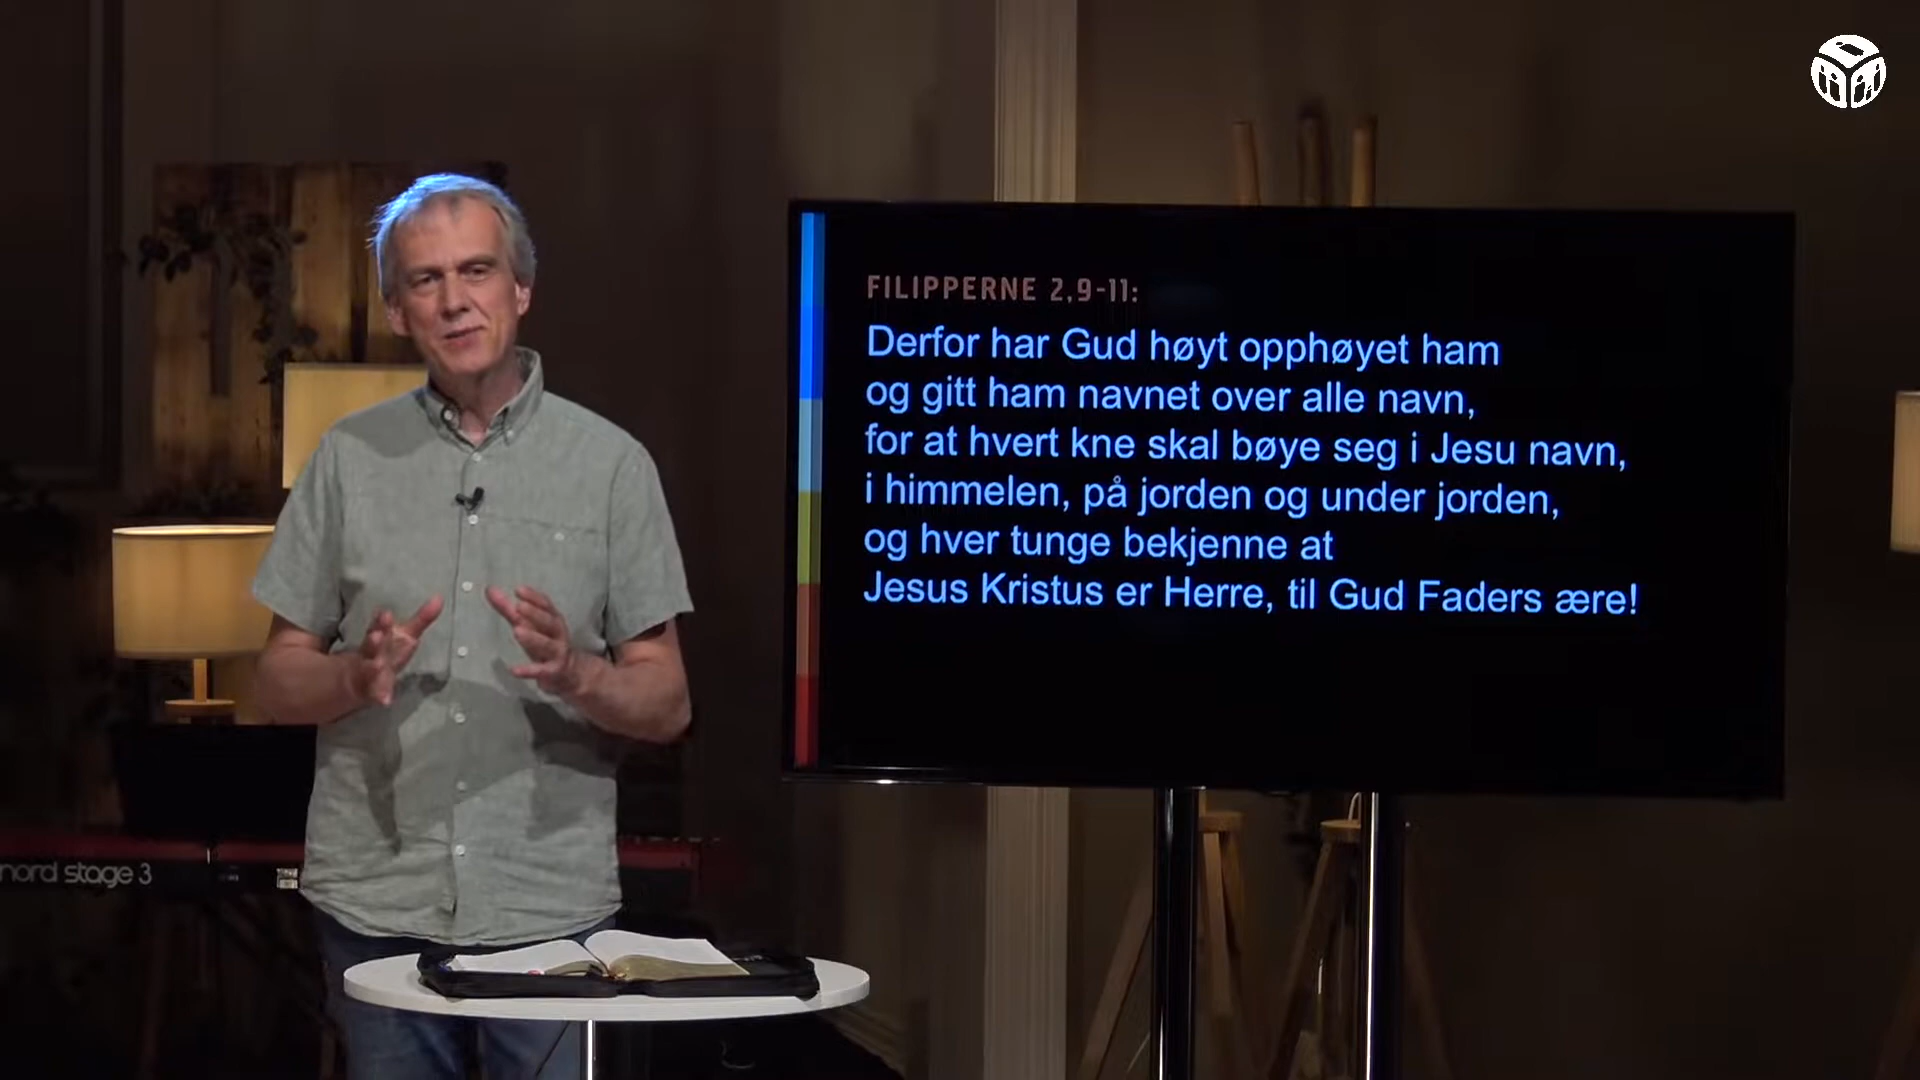 FILIPPERNE 2,9-11:
Derfor har Gud høyt opphøyet ham
og gitt ham navnet over alle navn,
for at hvert kne skal bøye seg i Jesu navn,
i himmelen, på jorden og under jorden,
og hver tunge bekjenne at
Jesus Kristus er Herre, til Gud Faders ære!
nord stage 3